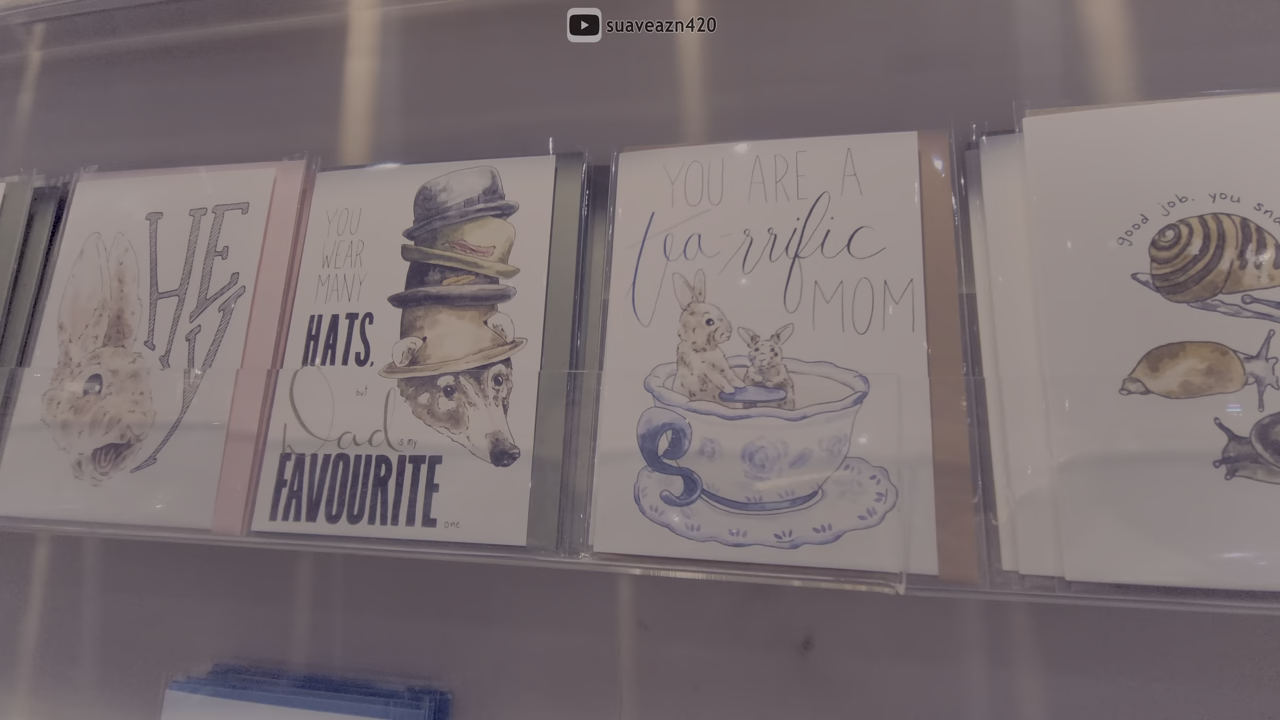 suaveazn420
HEY
YOU
WEAR
MANY
HATS,
but
Dad is my
FAVOURITE
one
YOU ARE A
tea-rrific
MOM
good job. you